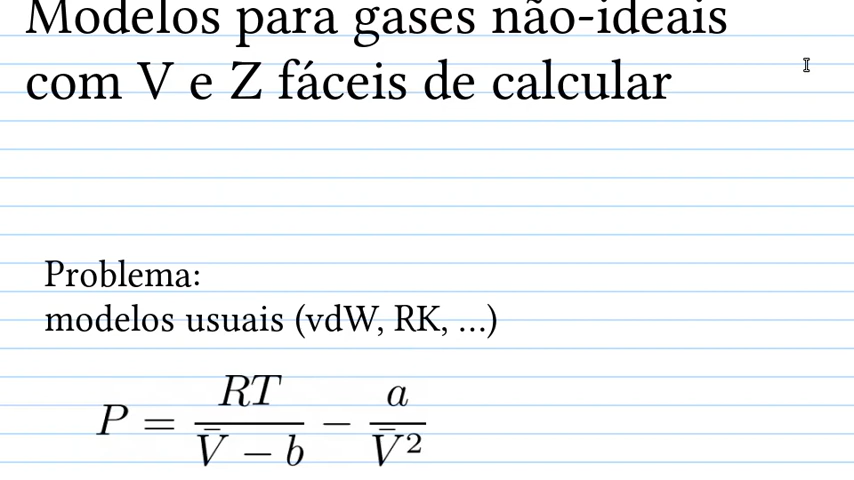 Modelos para gases não-ideais
com V e Z fáceis de calcular
Problema:
modelos usuais (vdW, RK, ...)
P = RT / (V̄ − b) − a / V̄²